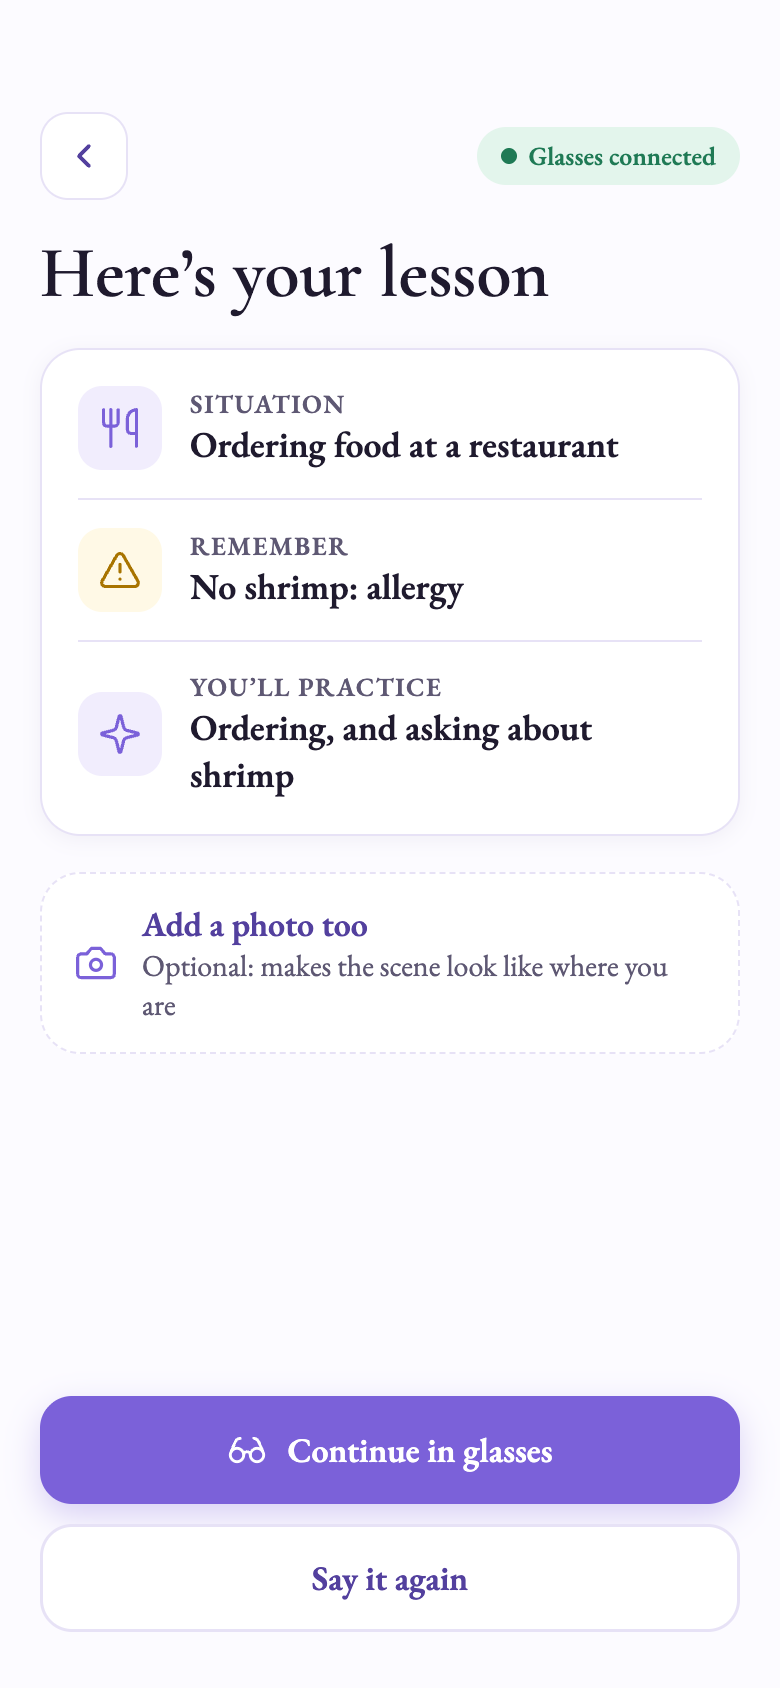 Glasses connected
Here’s your lesson
SITUATION
Ordering food at a restaurant
REMEMBER
No shrimp: allergy
YOU’LL PRACTICE
Ordering, and asking about
shrimp
Add a photo too
Optional: makes the scene look like where you
are
Continue in glasses
Say it again